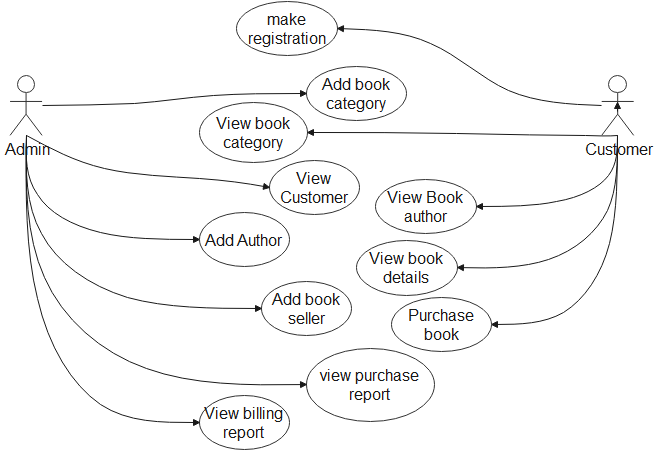 make
registration
Add book
category
View book
category
Admin
Customer
View
Customer
View Book
author
Add Author
View book
details
Add book
seller
Purchase
book
view purchase
report
View billing
report